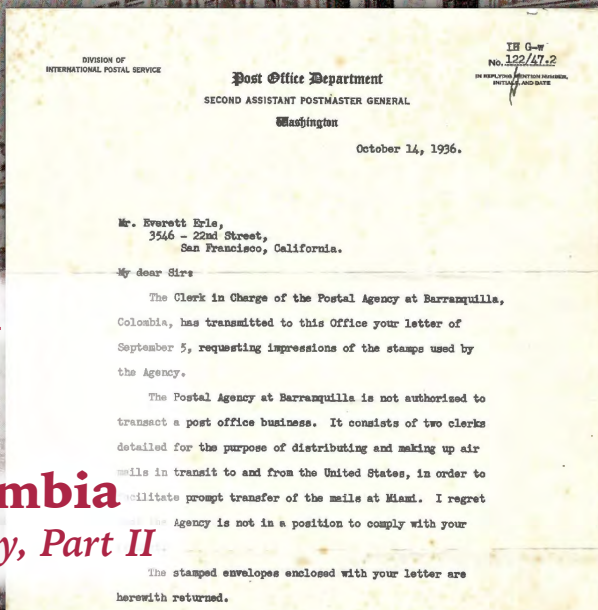 DIVISION OF
INTERNATIONAL POSTAL SERVICE
IH G-w
No. 122/47.2
IN REPLYING MENTION NUMBER,
INITIALS, AND DATE
Post Office Department
SECOND ASSISTANT POSTMASTER GENERAL
Washington
October 14, 1936.
Mr. Everett Erle,
3546 - 22nd Street,
San Francisco, California.
My dear Sir:
The Clerk in Charge of the Postal Agency at Barranquilla,
Colombia, has transmitted to this Office your letter of
September 5, requesting impressions of the stamps used by
the Agency.
The Postal Agency at Barranquilla is not authorized to
transact a post office business. It consists of two clerks
detailed for the purpose of distributing and making up air
mails in transit to and from the United States, in order to
cilitate prompt transfer of the mails at Miami. I regret
Agency is not in a position to comply with your
mbia
y, Part II
The stamped envelopes enclosed with your letter are
herewith returned.